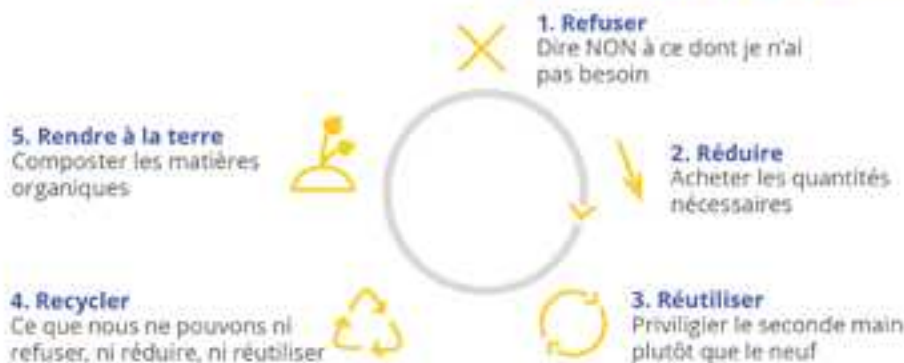 1. Refuser
Dire NON à ce dont je n'ai
pas besoin
2. Réduire
Acheter les quantités
nécessaires
3. Réutiliser
Priviligier le seconde main
plutôt que le neuf
4. Recycler
Ce que nous ne pouvons ni
refuser, ni réduire, ni réutiliser
5. Rendre à la terre
Composter les matières
organiques